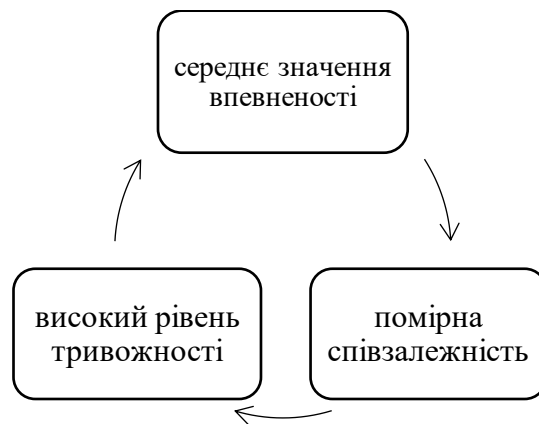 середнє значення
впевненості
високий рівень
тривожності
помірна
співзалежність